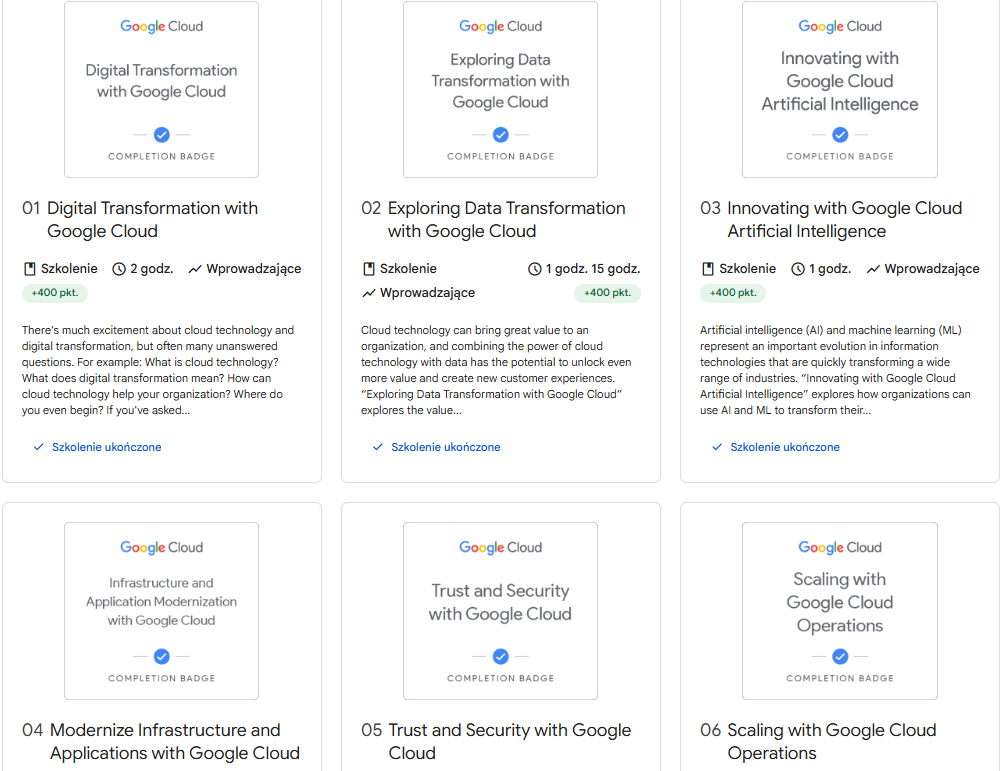 Google Cloud
Digital Transformation
with Google Cloud
COMPLETION BADGE
01 Digital Transformation with
Google Cloud
Szkolenie 2 godz. Wprowadzające
+400 pkt.
There's much excitement about cloud technology and
digital transformation, but often many unanswered
questions. For example: What is cloud technology?
What does digital transformation mean? How can
cloud technology help your organization? Where do
you even begin? If you've asked...
Szkolenie ukończone
Google Cloud
Exploring Data
Transformation with
Google Cloud
COMPLETION BADGE
02 Exploring Data Transformation
with Google Cloud
Szkolenie 1 godz. 15 godz.
Wprowadzające +400 pkt.
Cloud technology can bring great value to an
organization, and combining the power of cloud
technology with data has the potential to unlock even
more value and create new customer experiences.
“Exploring Data Transformation with Google Cloud”
explores the value...
Szkolenie ukończone
Google Cloud
Innovating with
Google Cloud
Artificial Intelligence
COMPLETION BADGE
03 Innovating with Google Cloud
Artificial Intelligence
Szkolenie 1 godz. Wprowadzające
+400 pkt.
Artificial intelligence (AI) and machine learning (ML)
represent an important evolution in information
technologies that are quickly transforming a wide
range of industries. “Innovating with Google Cloud
Artificial Intelligence” explores how organizations can
use AI and ML to transform their...
Szkolenie ukończone
Google Cloud
Infrastructure and
Application Modernization
with Google Cloud
COMPLETION BADGE
04 Modernize Infrastructure and
Applications with Google Cloud
Google Cloud
Trust and Security
with Google Cloud
COMPLETION BADGE
05 Trust and Security with Google
Cloud
Google Cloud
Scaling with
Google Cloud
Operations
COMPLETION BADGE
06 Scaling with Google Cloud
Operations